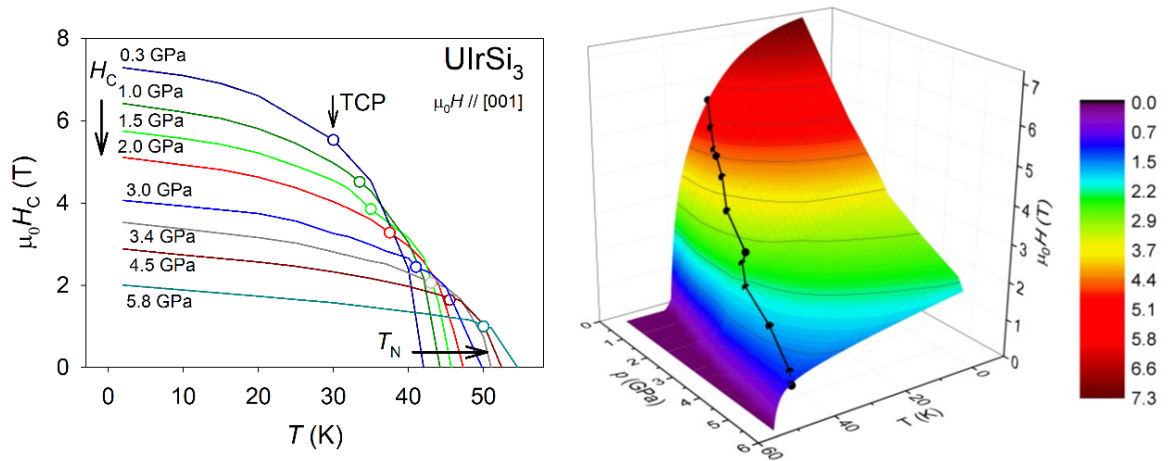 8
6
4
2
0
μ₀H_C (T)
0.3 GPa
H_C
1.0 GPa
1.5 GPa
2.0 GPa
3.0 GPa
3.4 GPa
4.5 GPa
5.8 GPa
TCP
UIrSi₃
μ₀H // [001]
T_N
0 10 20 30 40 50
T (K)
7
6
5
4
3
2
1
0
μ₀H (T)
0
1
2
3
4
5
6
p (GPa)
60
40
20
0
T (K)
0.0
0.7
1.5
2.2
2.9
3.7
4.4
5.1
5.8
6.6
7.3